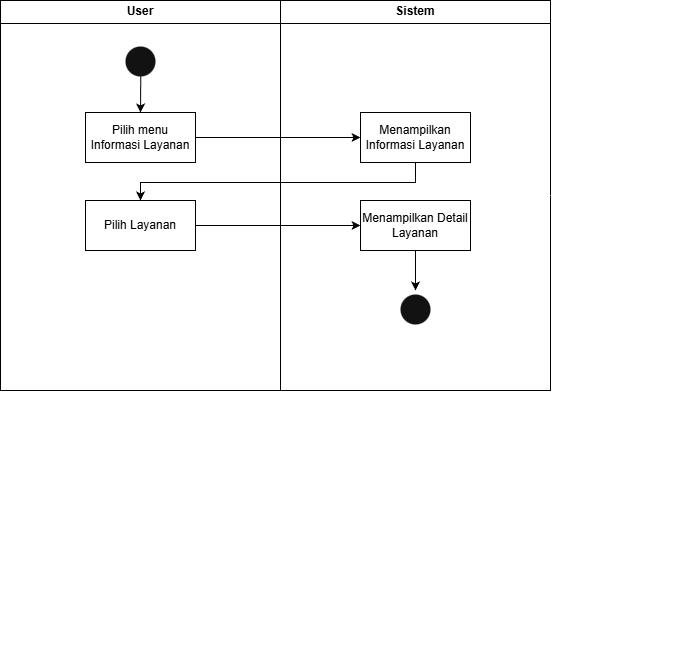 User
Sistem
Pilih menu
Informasi Layanan
Menampilkan
Informasi Layanan
Pilih Layanan
Menampilkan Detail
Layanan